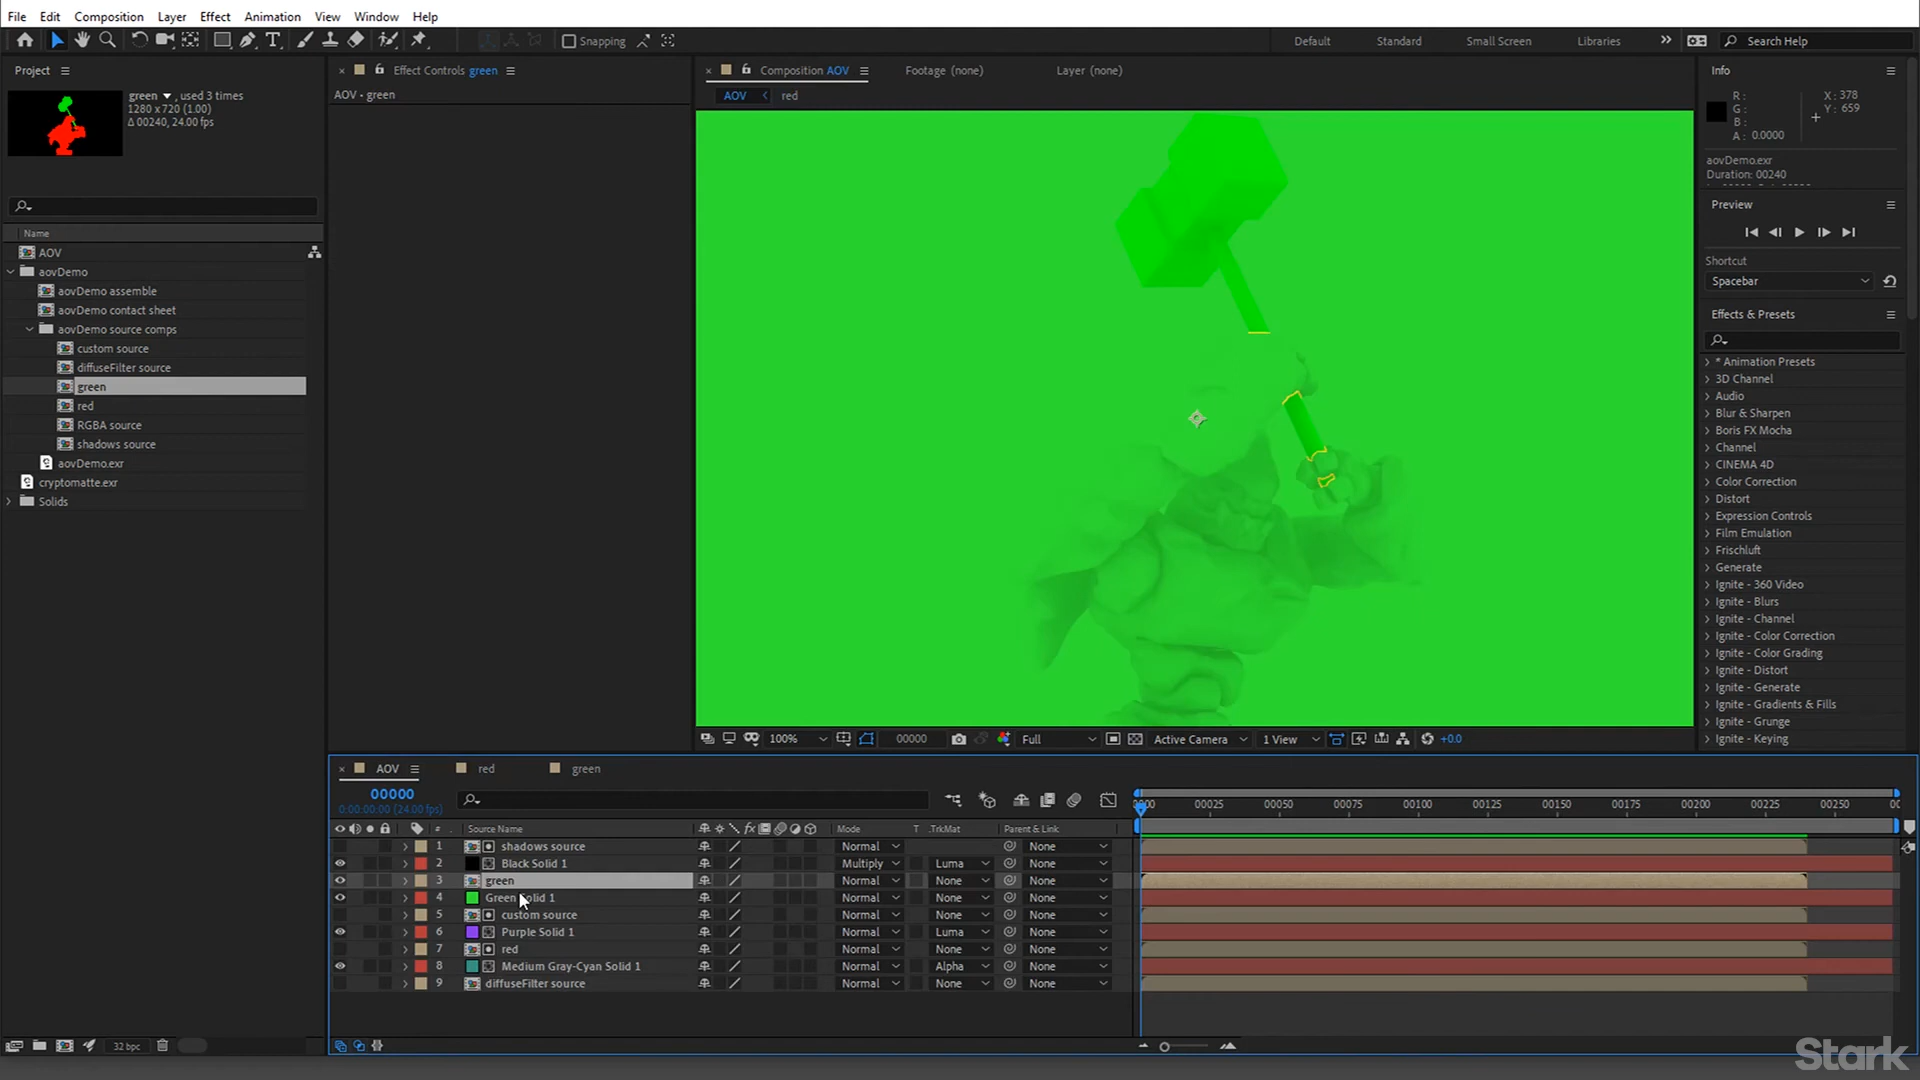 File Edit Composition Layer Effect Animation View Window Help
Snapping Default Standard Small Screen Libraries Search Help
Project
green , used 3 times
1280 x 720 (1.00)
Δ 00240, 24.00 fps
Name
AOV
aovDemo
aovDemo assemble
aovDemo contact sheet
aovDemo source comps
custom source
diffuseFilter source
green
red
RGBA source
shadows source
aovDemo.exr
cryptomatte.exr
Solids
32 bpc
Effect Controls green
AOV - green
Composition AOV Footage (none) Layer (none)
AOV red
100% 00000 Full Active Camera 1 View +0.0
Info
R: X: 378
G: Y: 659
B:
A: 0.0000
aovDemo.exr
Duration: 00240
Preview
Shortcut
Spacebar
Effects & Presets
* Animation Presets
3D Channel
Audio
Blur & Sharpen
Boris FX Mocha
Channel
CINEMA 4D
Color Correction
Distort
Expression Controls
Film Emulation
Frischluft
Generate
Ignite - 360 Video
Ignite - Blurs
Ignite - Channel
Ignite - Color Correction
Ignite - Color Grading
Ignite - Distort
Ignite - Generate
Ignite - Gradients & Fills
Ignite - Grunge
Ignite - Keying
AOV red green
00000
0:00:00:00 (24.00 fps)
00025 00050 00075 00100 00125 00150 00175 00200 00225 00250
# Source Name Mode T .TrkMat Parent & Link
1 shadows source Normal None
2 Black Solid 1 Multiply Luma None
3 green Normal None None
4 Green Solid 1 Normal None None
5 custom source Normal None None
6 Purple Solid 1 Normal Luma None
7 red Normal None None
8 Medium Gray-Cyan Solid 1 Normal Alpha None
9 diffuseFilter source Normal None None
Stark